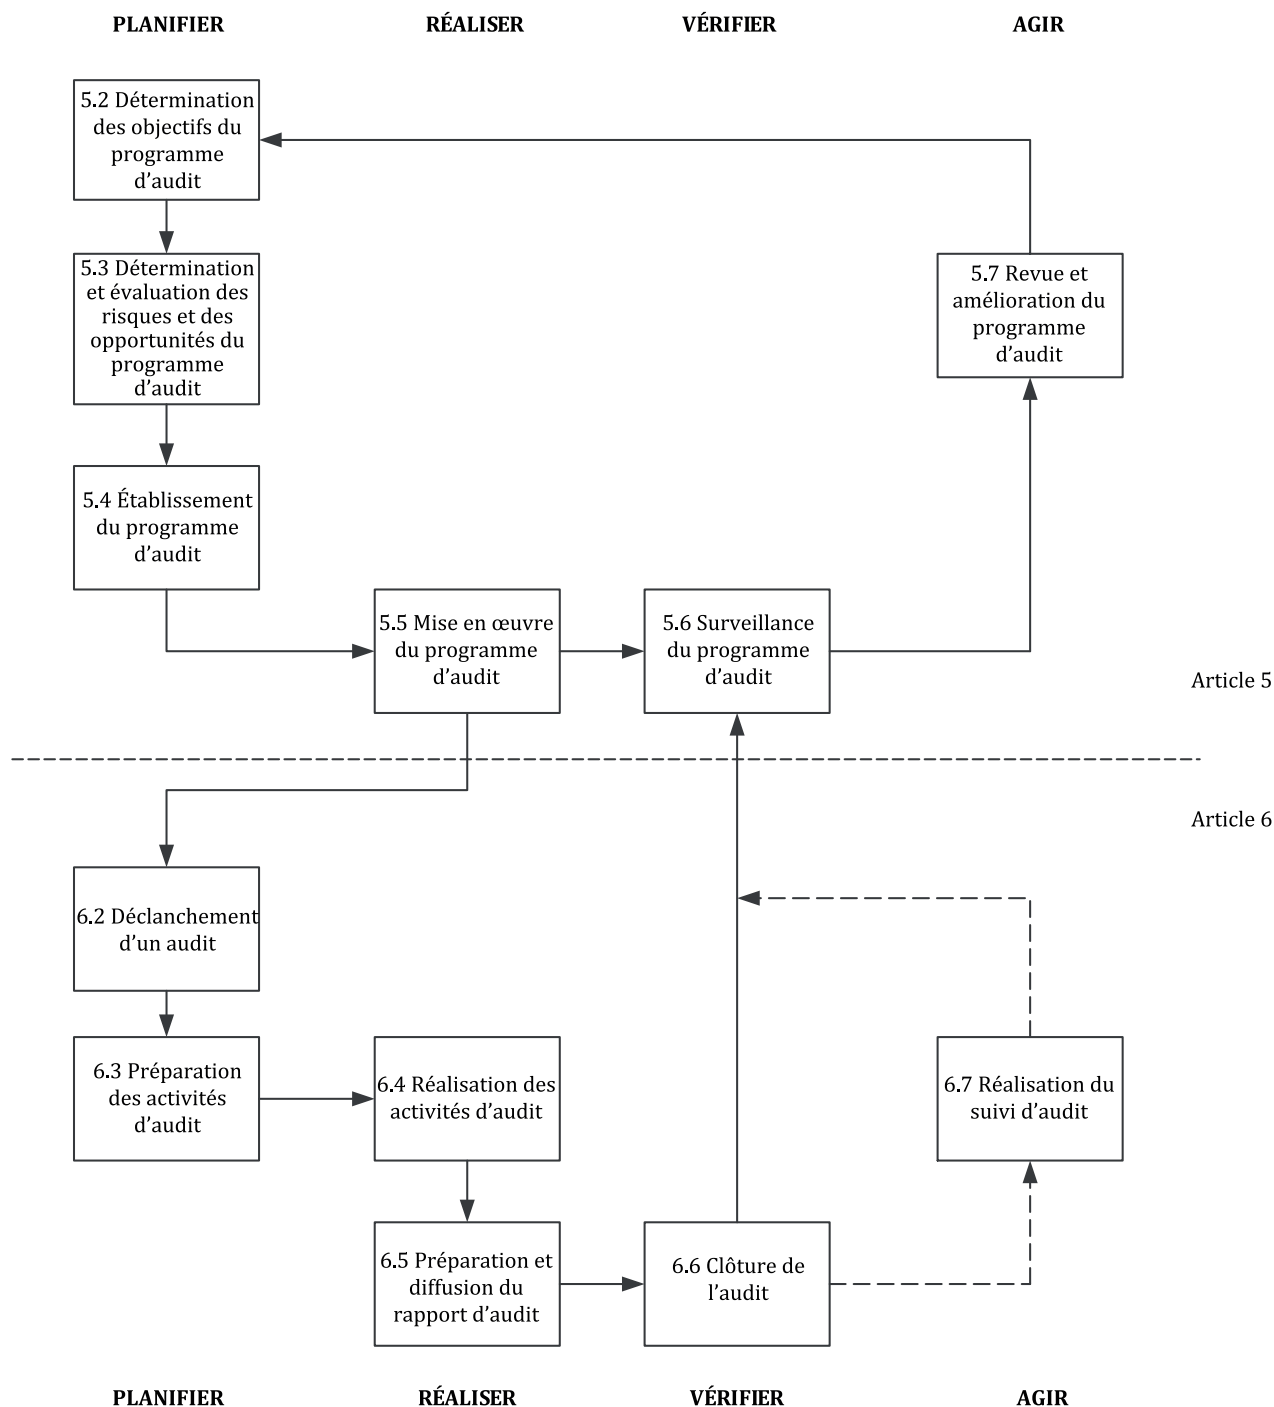 PLANIFIER
RÉALISER
VÉRIFIER
AGIR
5.2 Détermination
des objectifs du
programme
d'audit
5.3 Détermination
et évaluation des
risques et des
opportunités du
programme
d'audit
5.7 Revue et
amélioration du
programme
d'audit
5.4 Établissement
du programme
d'audit
5.5 Mise en œuvre
du programme
d'audit
5.6 Surveillance
du programme
d'audit
Article 5
Article 6
6.2 Déclanchement
d'un audit
6.3 Préparation
des activités
d'audit
6.4 Réalisation des
activités d'audit
6.7 Réalisation du
suivi d'audit
6.5 Préparation et
diffusion du
rapport d'audit
6.6 Clôture de
l'audit
PLANIFIER
RÉALISER
VÉRIFIER
AGIR